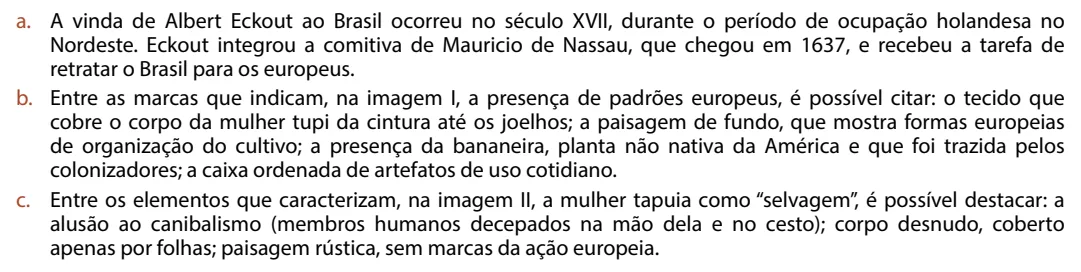 a. A vinda de Albert Eckout ao Brasil ocorreu no século XVII, durante o período de ocupação holandesa no
Nordeste. Eckout integrou a comitiva de Mauricio de Nassau, que chegou em 1637, e recebeu a tarefa de
retratar o Brasil para os europeus.
b. Entre as marcas que indicam, na imagem I, a presença de padrões europeus, é possível citar: o tecido que
cobre o corpo da mulher tupi da cintura até os joelhos; a paisagem de fundo, que mostra formas europeias
de organização do cultivo; a presença da bananeira, planta não nativa da América e que foi trazida pelos
colonizadores; a caixa ordenada de artefatos de uso cotidiano.
c. Entre os elementos que caracterizam, na imagem II, a mulher tapuia como “selvagem”, é possível destacar: a
alusão ao canibalismo (membros humanos decepados na mão dela e no cesto); corpo desnudo, coberto
apenas por folhas; paisagem rústica, sem marcas da ação europeia.